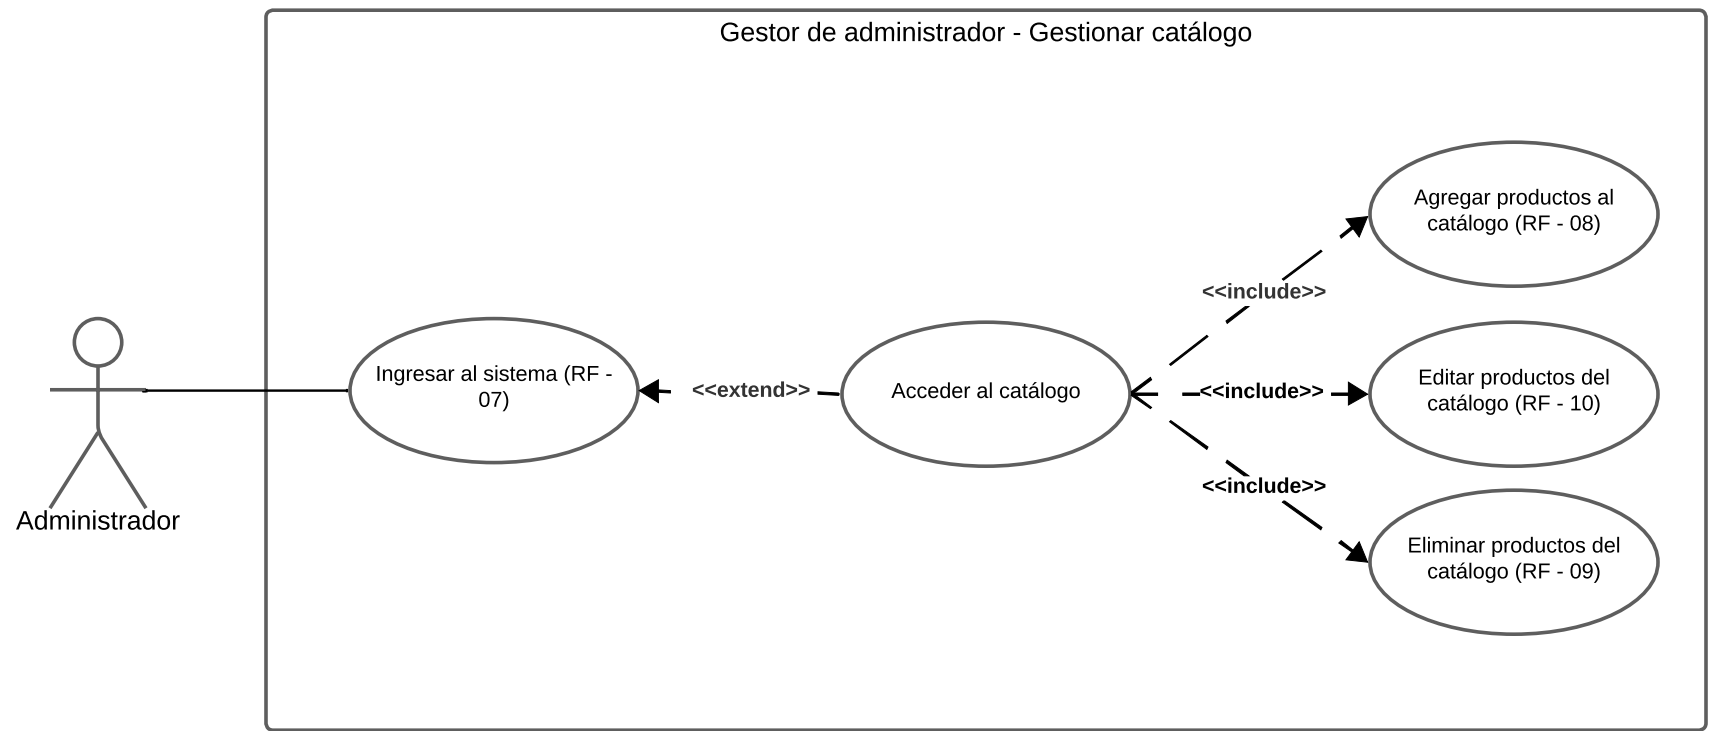 Gestor de administrador - Gestionar catálogo
Agregar productos al
catálogo (RF - 08)
<<include>>
Ingresar al sistema (RF -
07)
<<extend>>
Acceder al catálogo
<<include>>
Editar productos del
catálogo (RF - 10)
<<include>>
Administrador
Eliminar productos del
catálogo (RF - 09)